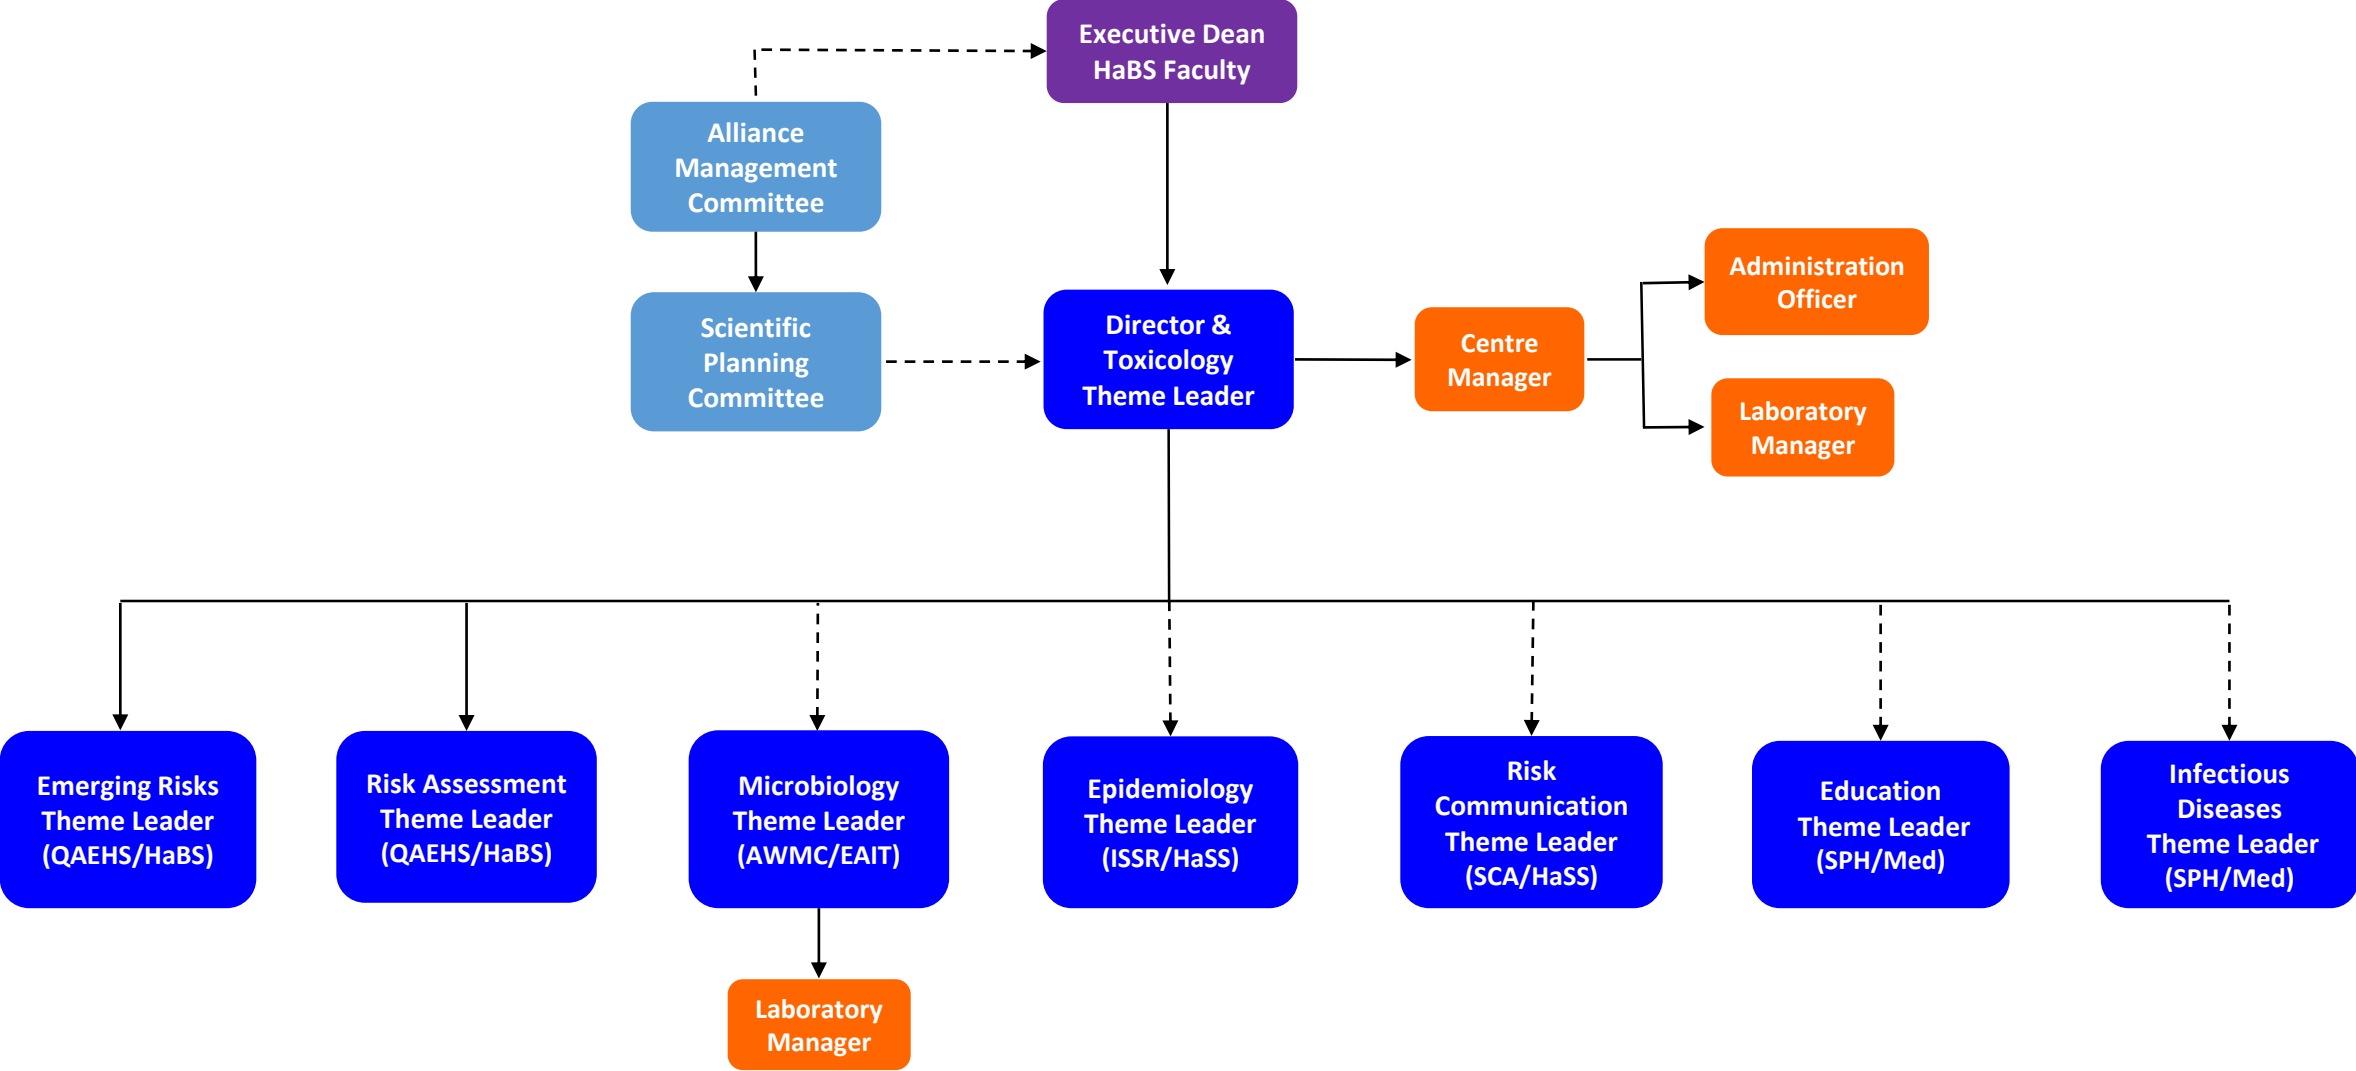 Executive Dean
HaBS Faculty
Alliance
Management
Committee
Scientific
Planning
Committee
Director &
Toxicology
Theme Leader
Centre
Manager
Administration
Officer
Laboratory
Manager
Emerging Risks
Theme Leader
(QAEHS/HaBS)
Risk Assessment
Theme Leader
(QAEHS/HaBS)
Microbiology
Theme Leader
(AWMC/EAIT)
Epidemiology
Theme Leader
(ISSR/HaSS)
Risk
Communication
Theme Leader
(SCA/HaSS)
Education
Theme Leader
(SPH/Med)
Infectious
Diseases
Theme Leader
(SPH/Med)
Laboratory
Manager